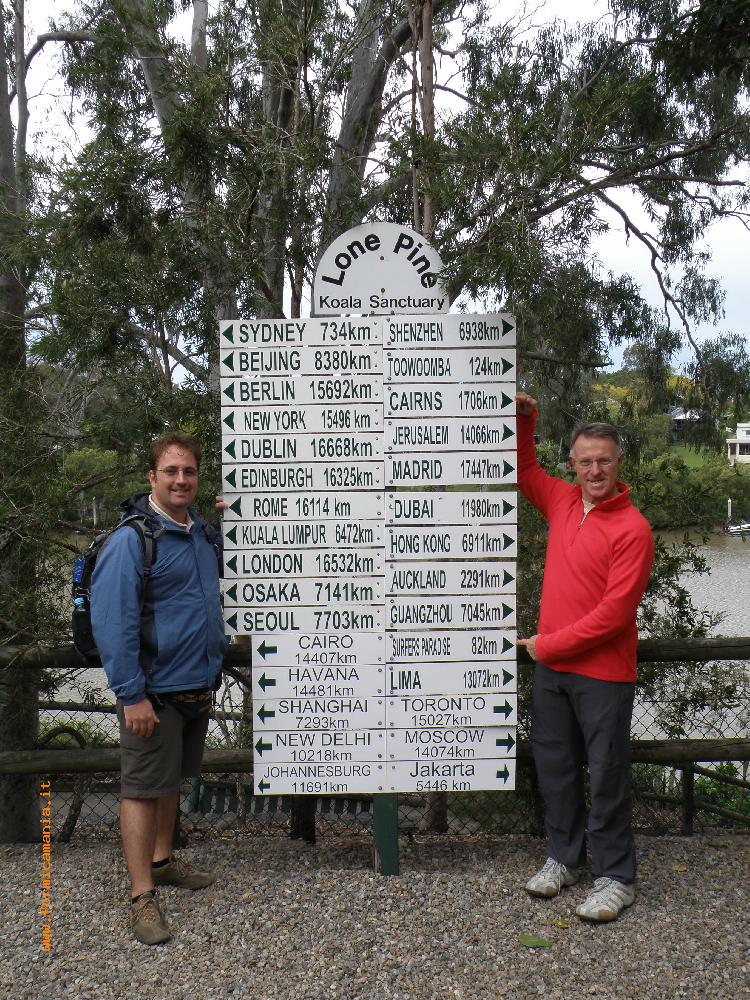 Lone Pine
Koala Sanctuary
SYDNEY 734km
BEIJING 8380km
BERLIN 15692km
NEW YORK 15496 km
DUBLIN 16668km
EDINBURGH 16325km
ROME 16114 km
KUALA LUMPUR 6472km
LONDON 16532km
OSAKA 7141km
SEOUL 7703km
CAIRO
14407km
HAVANA
14481km
SHANGHAI
7293km
NEW DELHI
10218km
JOHANNESBURG
11691km
SHENZHEN 6938km
TOOWOOMBA 124km
CAIRNS 1706km
JERUSALEM 14066km
MADRID 17447km
DUBAI 11980km
HONG KONG 6911km
AUCKLAND 2291km
GUANGZHOU 7045km
SURFERS PARADISE 82km
LIMA 13072km
TORONTO
15027km
MOSCOW
14074km
Jakarta
5446 km
www.formicamania.it